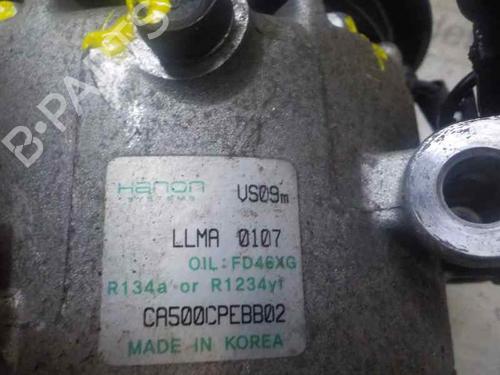 Hanon VS09m
SYSTEMS
LLMA 0107
OIL: FD46XG
R134a or R1234yf
CA500CPEBB02
MADE IN KOREA
B-PARTS